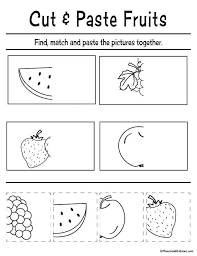 Cut & Paste Fruits
Find, match and paste the pictures together.